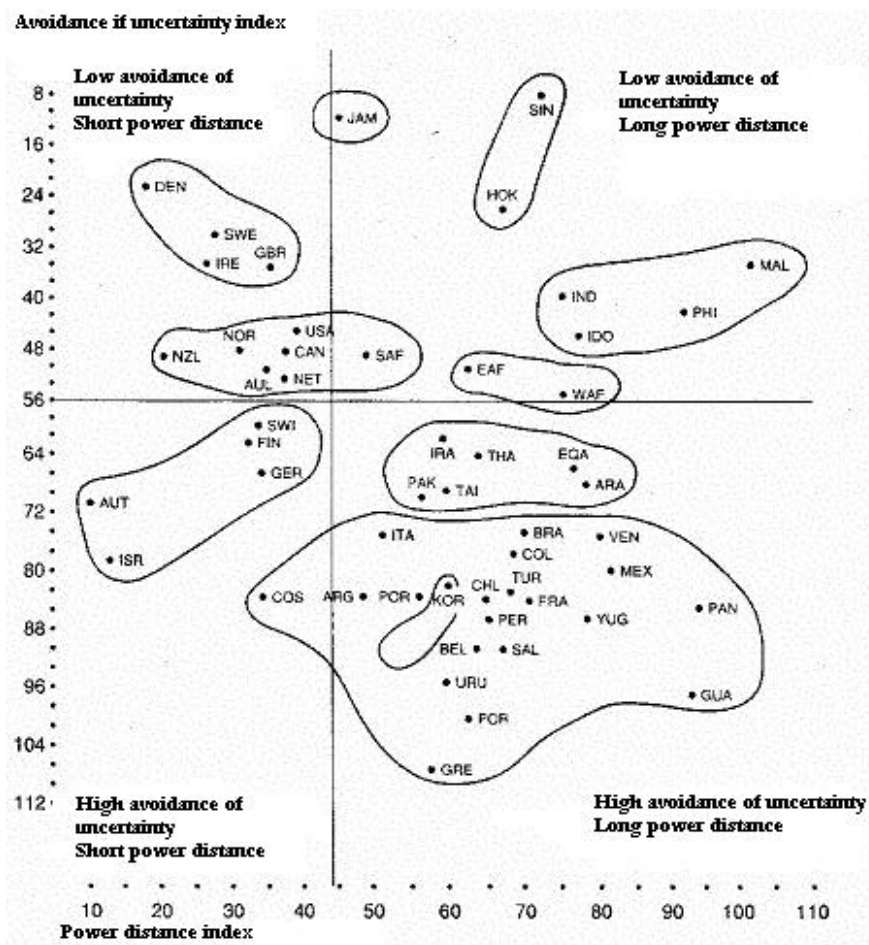 Avoidance if uncertainty index
Low avoidance of
uncertainty
Short power distance
Low avoidance of
uncertainty
Long power distance
8
16
24
32
40
48
56
64
72
80
88
96
104
112
JAM
SIN
HOK
DEN
SWE
IRE
GBR
MAL
IND
PHI
IDO
USA
NOR
NZL
CAN
SAF
AUL
NET
EAF
WAF
SWI
FIN
GER
AUT
ISR
IRA
THA
EQA
PAK
TAI
ARA
ITA
BRA
VEN
COL
MEX
TUR
COS
ARG
POR
KOR
CHL
FRA
PAN
PER
YUG
BEL
SAL
URU
GUA
POR
GRE
High avoidance of
uncertainty
Short power distance
High avoidance of uncertainty
Long power distance
10 20 30 40 50 60 70 80 90 100 110
Power distance index